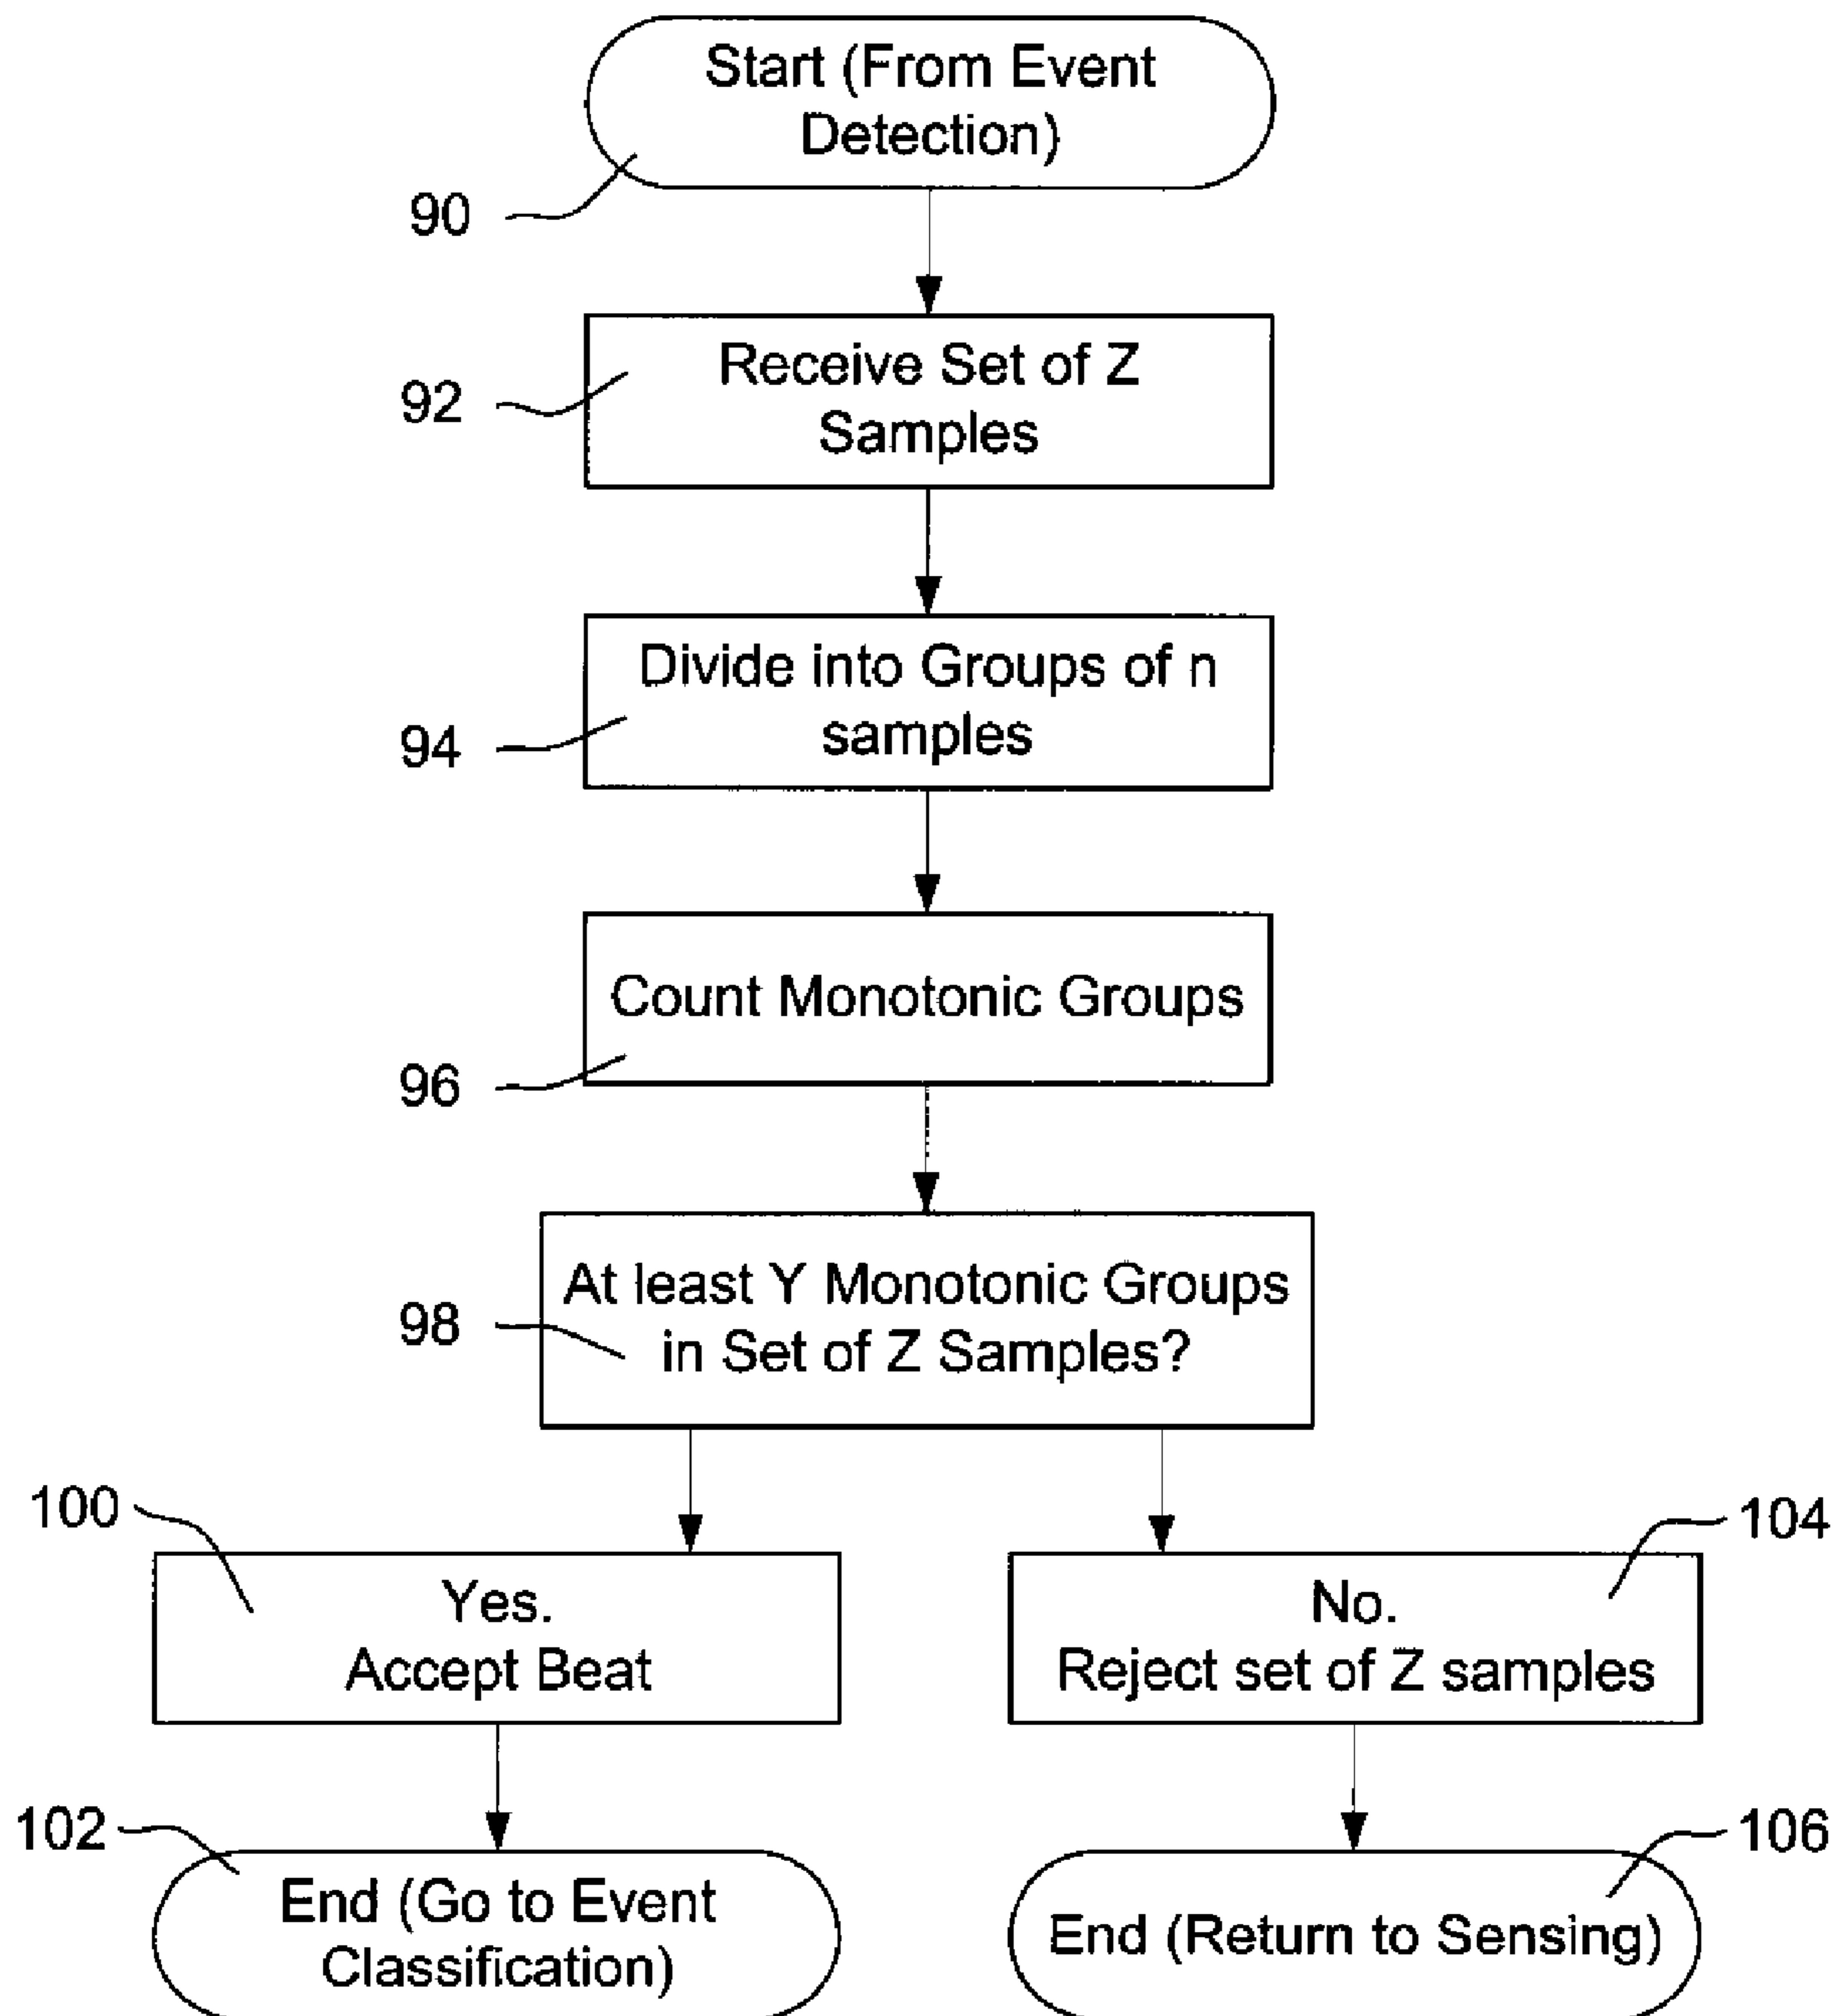 Start (From Event
Detection)
90
Receive Set of Z
Samples
92
Divide into Groups of n
samples
94
Count Monotonic Groups
96
At least Y Monotonic Groups
in Set of Z Samples?
98
100
Yes.
Accept Beat
104
No.
Reject set of Z samples
102
End (Go to Event
Classification)
106
End (Return to Sensing)